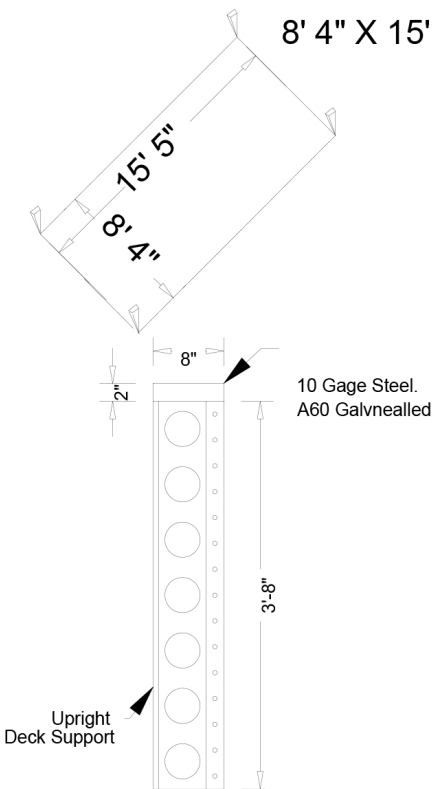 8' 4" X 15'
15' 5"
8' 4"
8"
2"
10 Gage Steel.
A60 Galvnealled
3'-8"
Upright
Deck Support